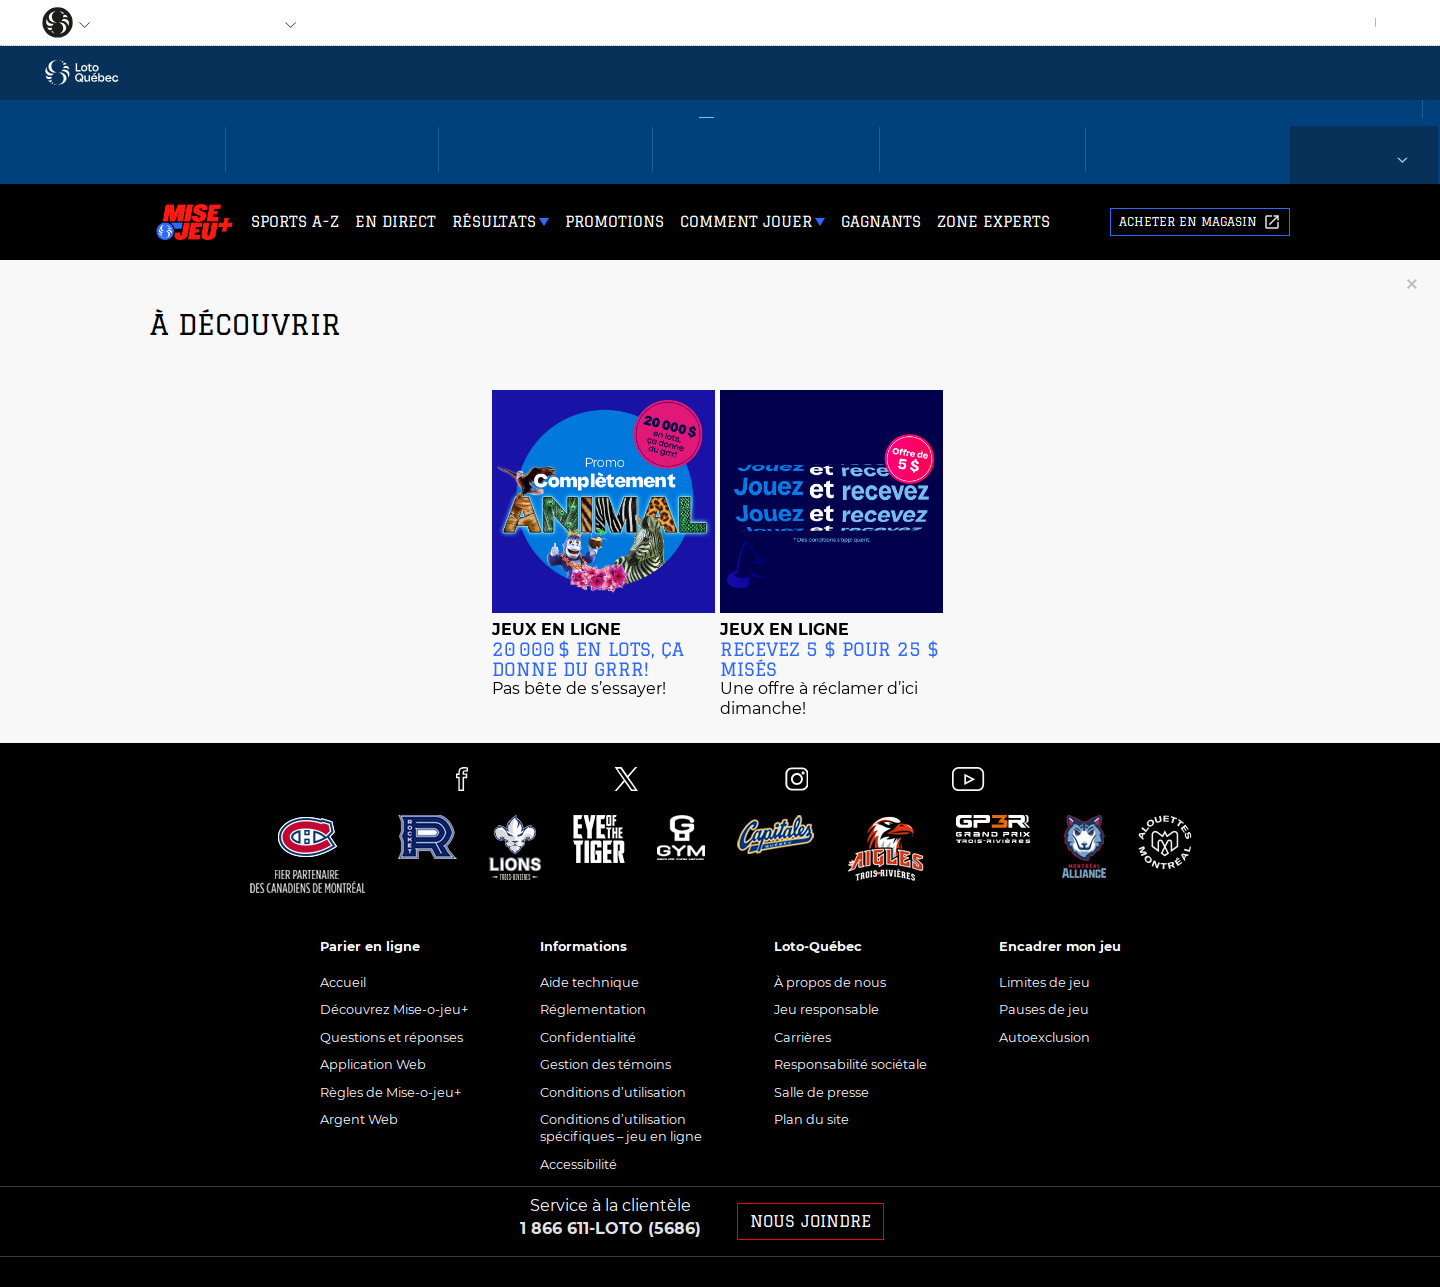 Loto
Québec
MISE
O JEU+
SPORTS A-Z
EN DIRECT
RÉSULTATS
PROMOTIONS
COMMENT JOUER
GAGNANTS
ZONE EXPERTS
ACHETER EN MAGASIN
×
À DÉCOUVRIR
20 000 $
en lots,
ça donne
du grrr!
Promo
Complètement
ANIMAL
Offre de
5 $
Jouez et recevez
Jouez et recevez
Jouez et recevez
Jouez et recevez
* Des conditions s'appliquent.
JEUX EN LIGNE
20 000 $ EN LOTS, ÇA
DONNE DU GRRR!
Pas bête de s’essayer!
JEUX EN LIGNE
RECEVEZ 5 $ POUR 25 $
MISÉS
Une offre à réclamer d’ici
dimanche!
FIER PARTENAIRE
DES CANADIENS DE MONTRÉAL
ROCKET
LIONS
TROIS-RIVIÈRES
EYE OF THE TIGER
GYM
Capitales
QUÉBEC
AIGLES
TROIS-RIVIÈRES
GP3R
GRAND PRIX
TROIS-RIVIÈRES
MONTRÉAL
ALLIANCE
ALOUETTES
MONTRÉAL
Parier en ligne
Accueil
Découvrez Mise-o-jeu+
Questions et réponses
Application Web
Règles de Mise-o-jeu+
Argent Web
Informations
Aide technique
Réglementation
Confidentialité
Gestion des témoins
Conditions d’utilisation
Conditions d’utilisation
spécifiques – jeu en ligne
Accessibilité
Loto-Québec
À propos de nous
Jeu responsable
Carrières
Responsabilité sociétale
Salle de presse
Plan du site
Encadrer mon jeu
Limites de jeu
Pauses de jeu
Autoexclusion
Service à la clientèle
1 866 611-LOTO (5686)
NOUS JOINDRE